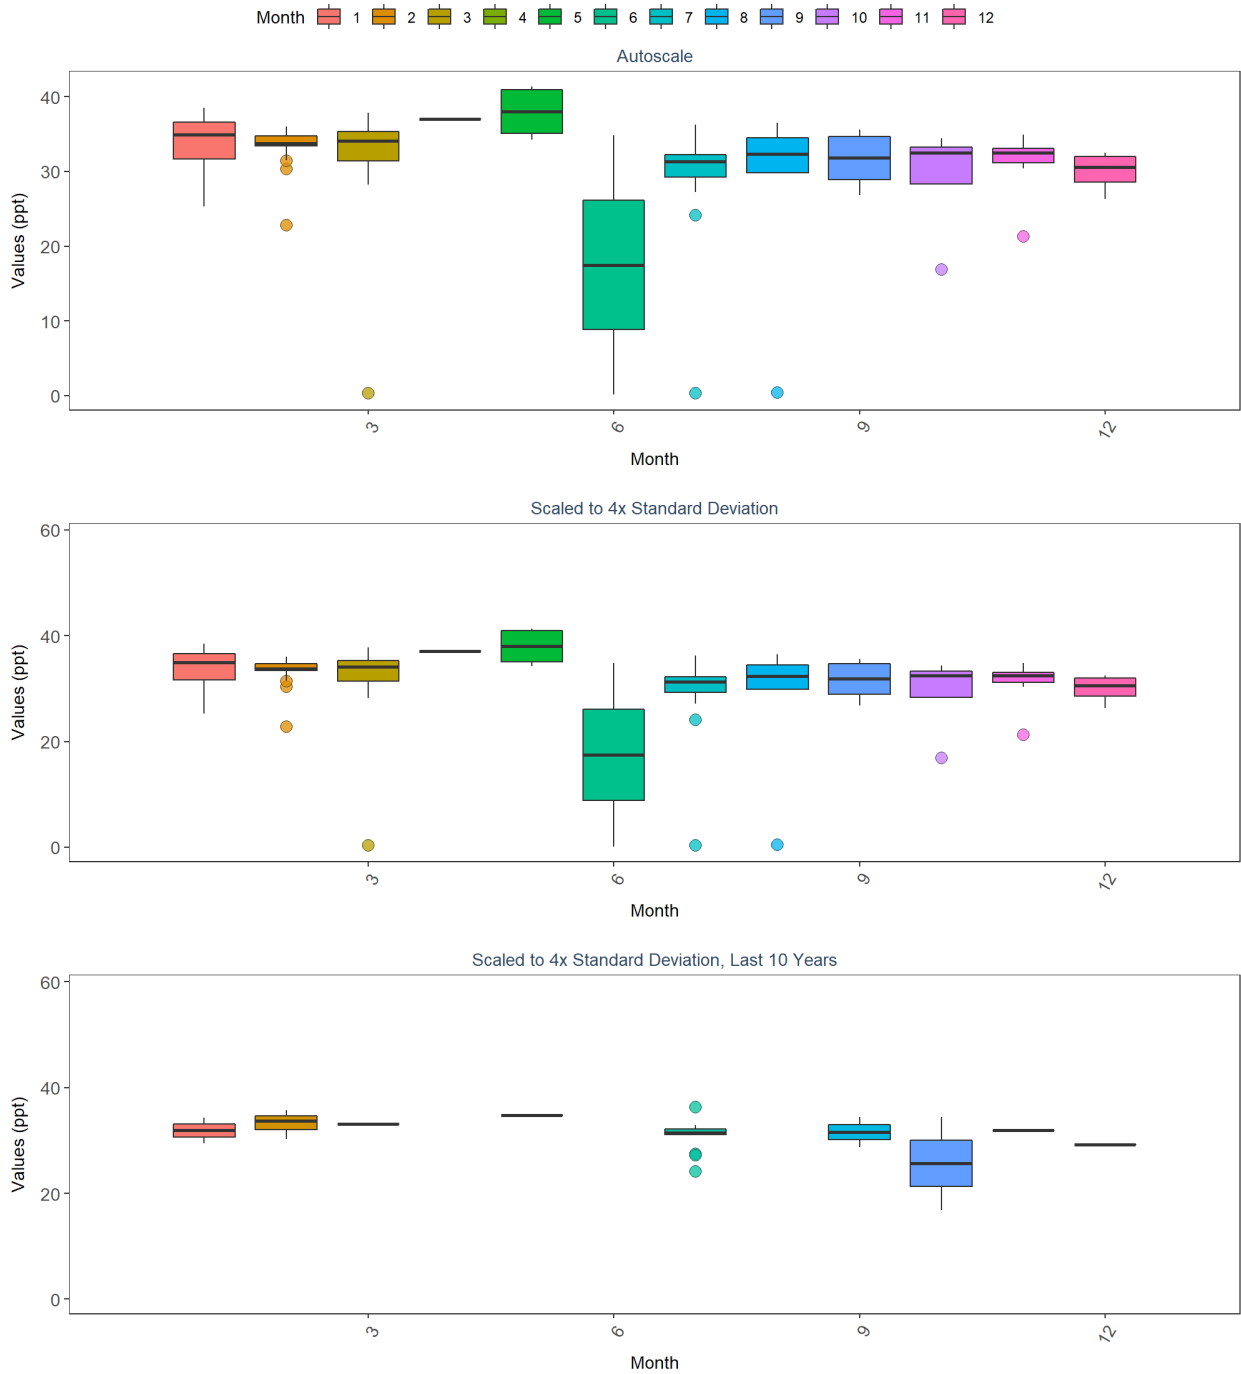 Month 1 2 3 4 5 6 7 8 9 10 11 12
Autoscale
Values (ppt)
40
30
20
10
0
3 6 9 12
Month
Scaled to 4x Standard Deviation
Values (ppt)
60
40
20
0
3 6 9 12
Month
Scaled to 4x Standard Deviation, Last 10 Years
Values (ppt)
60
40
20
0
3 6 9 12
Month